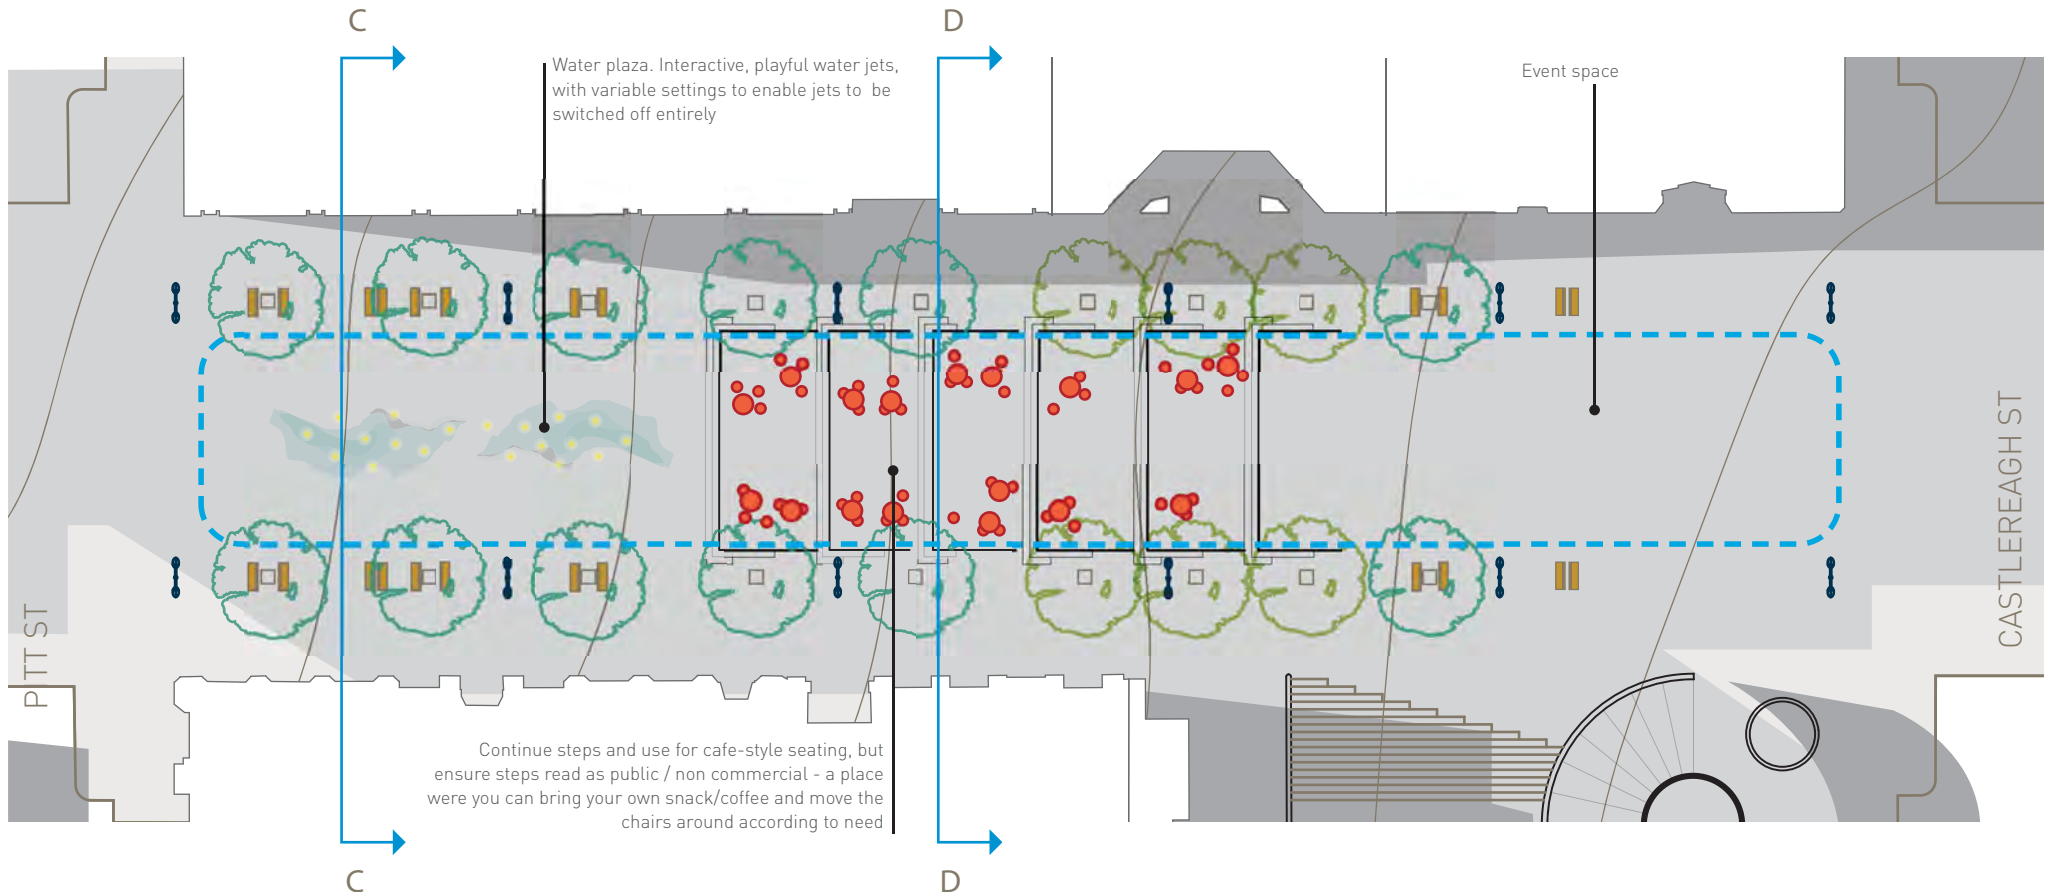 C
D
Water plaza. Interactive, playful water jets,
with variable settings to enable jets to be
switched off entirely
Event space
PITT ST
CASTLEREAGH ST
Continue steps and use for cafe-style seating, but
ensure steps read as public / non commercial - a place
were you can bring your own snack/coffee and move the
chairs around according to need
C
D